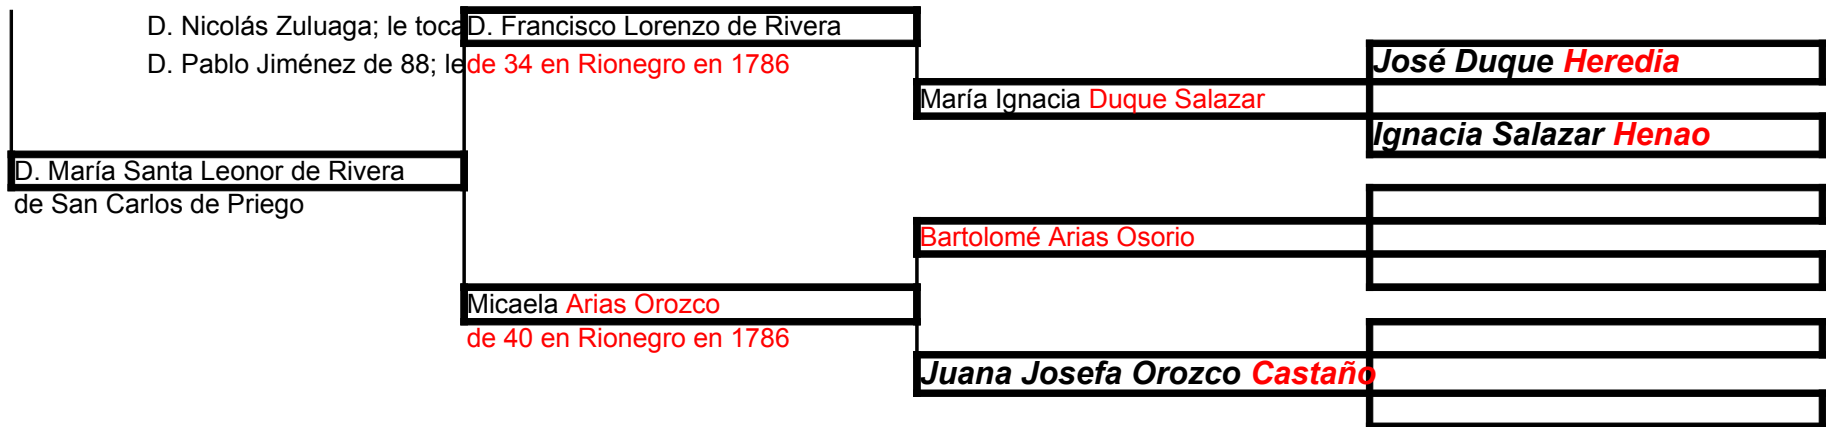 D. Nicolás Zuluaga; le toca
D. Francisco Lorenzo de Rivera
D. Pablo Jiménez de 88; le
de 34 en Rionegro en 1786
José Duque Heredia
María Ignacia Duque Salazar
Ignacia Salazar Henao
D. María Santa Leonor de Rivera
de San Carlos de Priego
Bartolomé Arias Osorio
Micaela Arias Orozco
de 40 en Rionegro en 1786
Juana Josefa Orozco Castaño